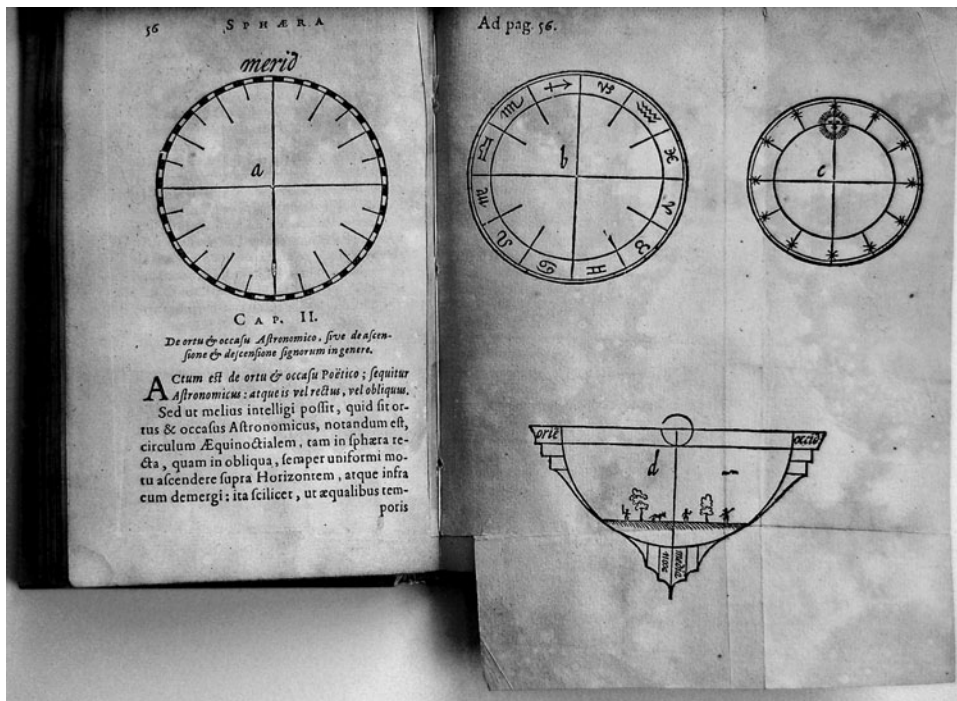 56 SPHÆRA
merid
a
CAP. II.
De ortu & occasu Astronomico, sive de ascen-
sione & descensione signorum in genere.
ACtum est de ortu & occasu Poëtico; sequitur
Astronomicus: atque is vel rectus, vel obliquus.
Sed ut melius intelligi possit, quid sit or-
tus & occasus Astronomicus, notandum est,
circulum Æquinoctialem, tam in sphæra re-
cta, quam in obliqua, semper uniformi mo-
tu ascendere supra Horizontem, atque infra
eum demergi: ita scilicet, ut æqualibus tem-
poris
Ad pag. 56.
♐ ♑
♏ ♒
♎ ♓
♍ ♈
♌ ♉
♋ ♊
b
c
oriē
occid
d
media
nox